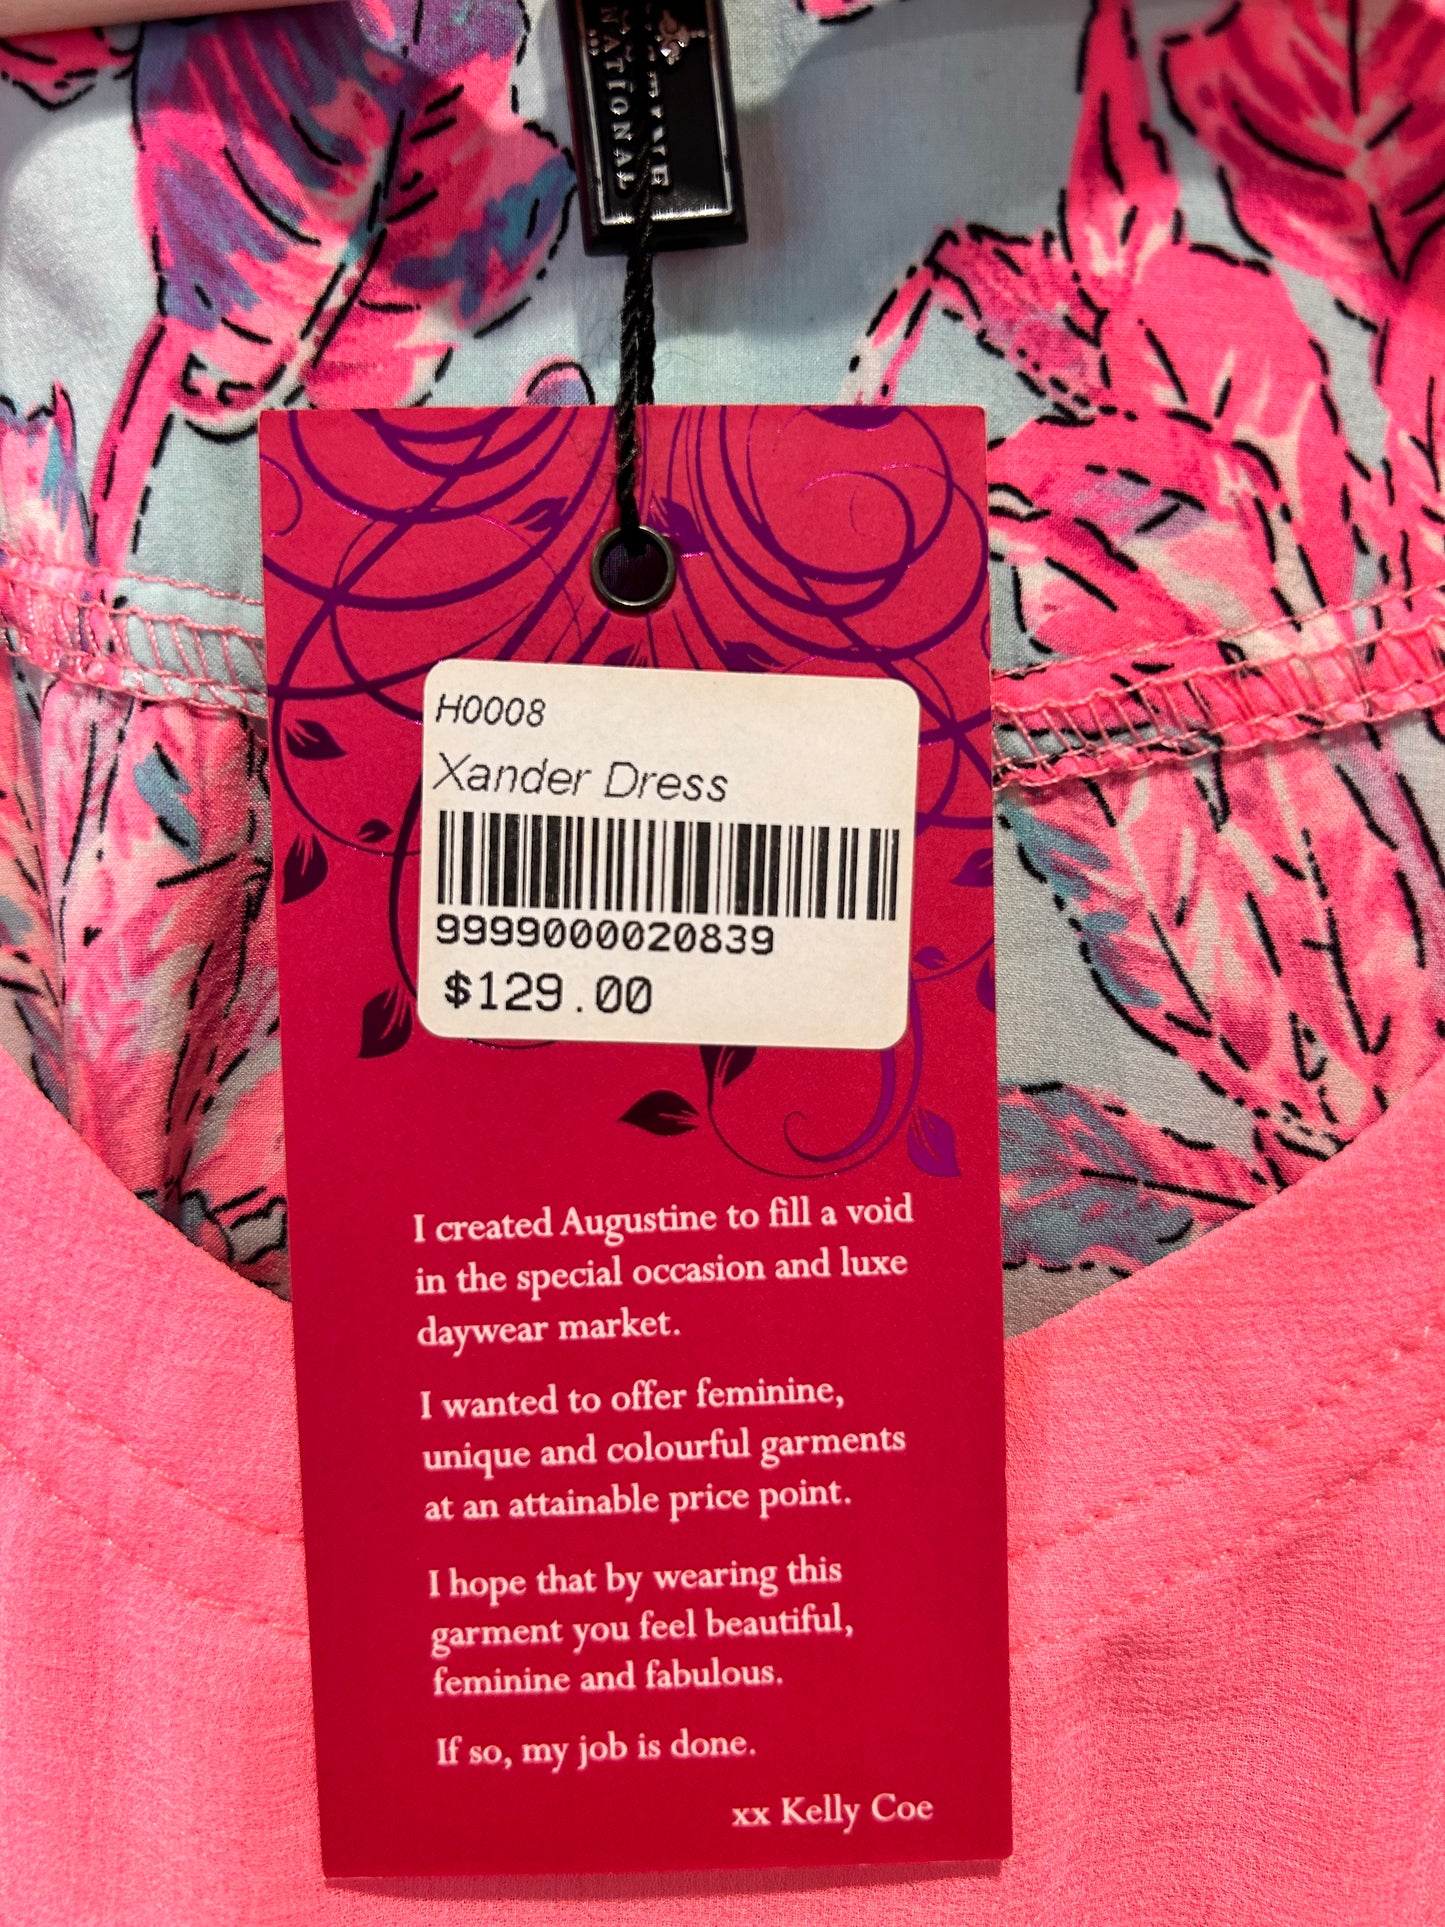 H0008
Xander Dress
9999000020839
$129.00
I created Augustine to fill a void
in the special occasion and luxe
daywear market.
I wanted to offer feminine,
unique and colourful garments
at an attainable price point.
I hope that by wearing this
garment you feel beautiful,
feminine and fabulous.
If so, my job is done.
xx Kelly Coe